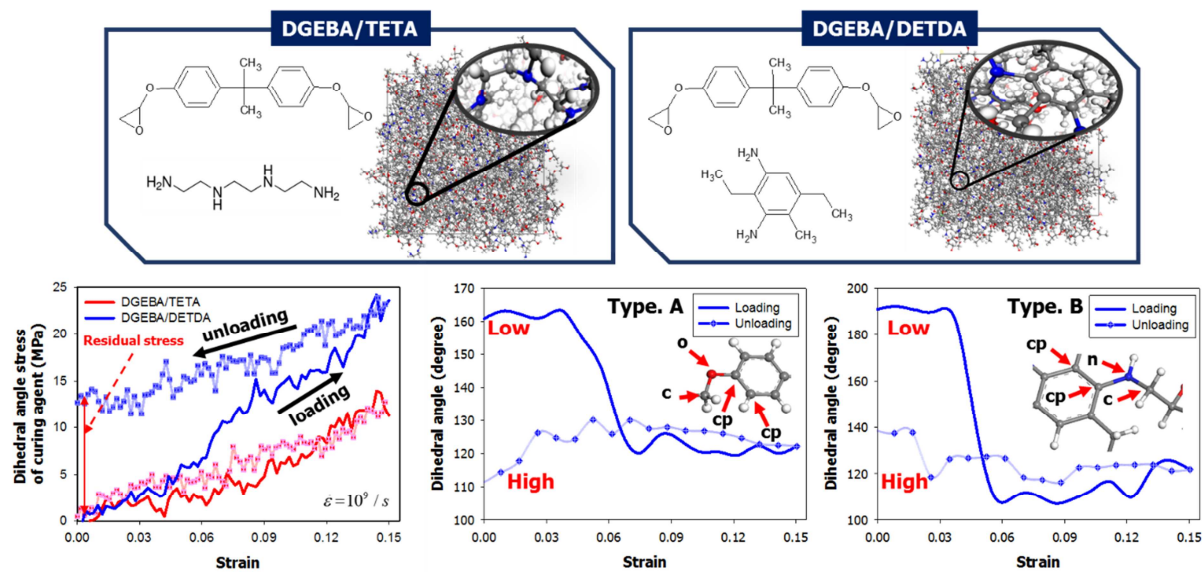 DGEBA/TETA
CH₃
O
O
CH₃
O
O
H₂N
H
N
N
H
NH₂
DGEBA/DETDA
CH₃
O
O
CH₃
O
O
H₂N
H₃C
CH₃
H₂N
CH₃
Dihedral angle stress
of curing agent (MPa)
25
20
15
10
5
0
DGEBA/TETA
DGEBA/DETDA
Residual stress
unloading
loading
ε̇=10⁹ / s
0.00 0.03 0.06 0.09 0.12 0.15
Strain
Dihedral angle (degree)
170
160
150
140
130
120
110
100
Type. A
Loading
Unloading
Low
High
o
c
cp
cp
0.00 0.03 0.06 0.09 0.12 0.15
Strain
Dihedral angle (degree)
200
180
160
140
120
100
Type. B
Loading
Unloading
Low
High
cp
n
cp
c
0.00 0.03 0.06 0.09 0.12 0.15
Strain